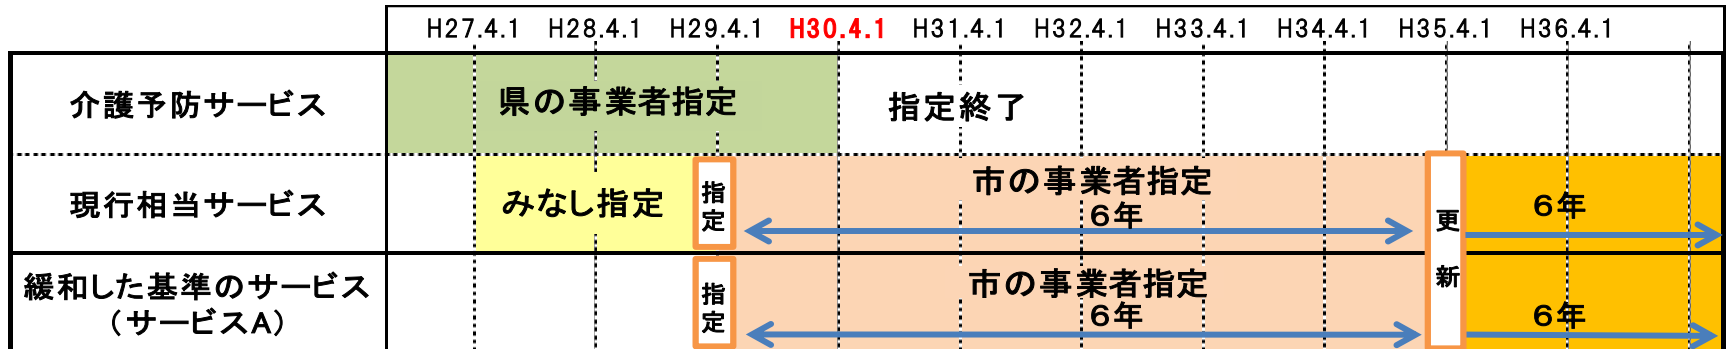 H27.4.1 H28.4.1 H29.4.1 H30.4.1 H31.4.1 H32.4.1 H33.4.1 H34.4.1 H35.4.1 H36.4.1
介護予防サービス 県の事業者指定 指定終了
現行相当サービス みなし指定 指定 市の事業者指定 更新
6年 6年
緩和した基準のサービス 指定 市の事業者指定
（サービスA） 6年 6年